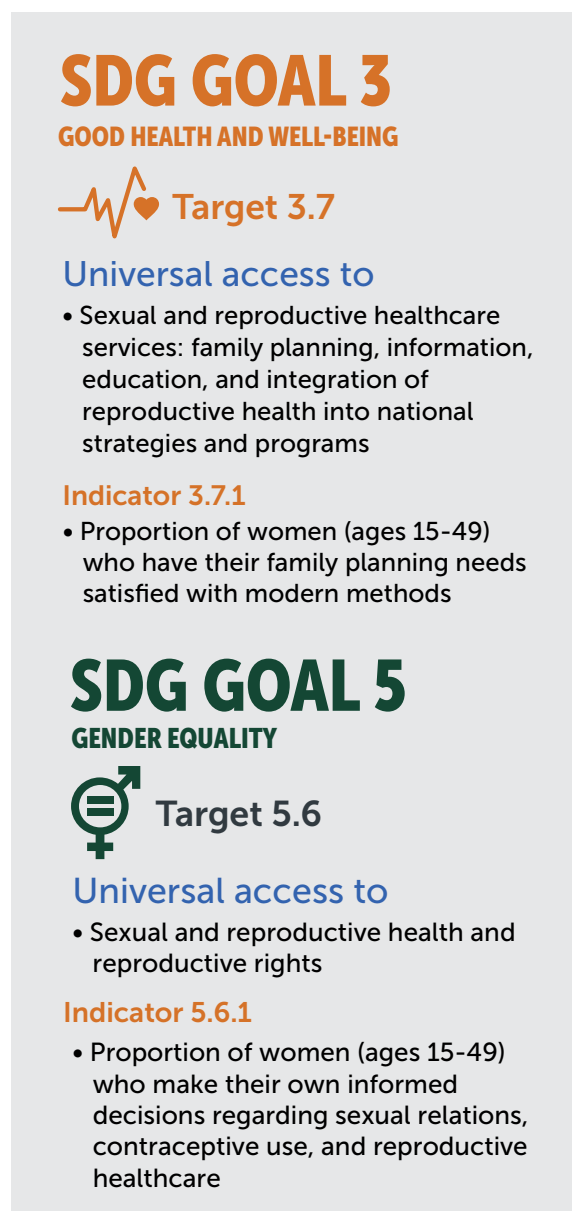 SDG GOAL 3
GOOD HEALTH AND WELL-BEING
Target 3.7
Universal access to
• Sexual and reproductive healthcare
services: family planning, information,
education, and integration of
reproductive health into national
strategies and programs
Indicator 3.7.1
• Proportion of women (ages 15-49)
who have their family planning needs
satisfied with modern methods
SDG GOAL 5
GENDER EQUALITY
Target 5.6
Universal access to
• Sexual and reproductive health and
reproductive rights
Indicator 5.6.1
• Proportion of women (ages 15-49)
who make their own informed
decisions regarding sexual relations,
contraceptive use, and reproductive
healthcare